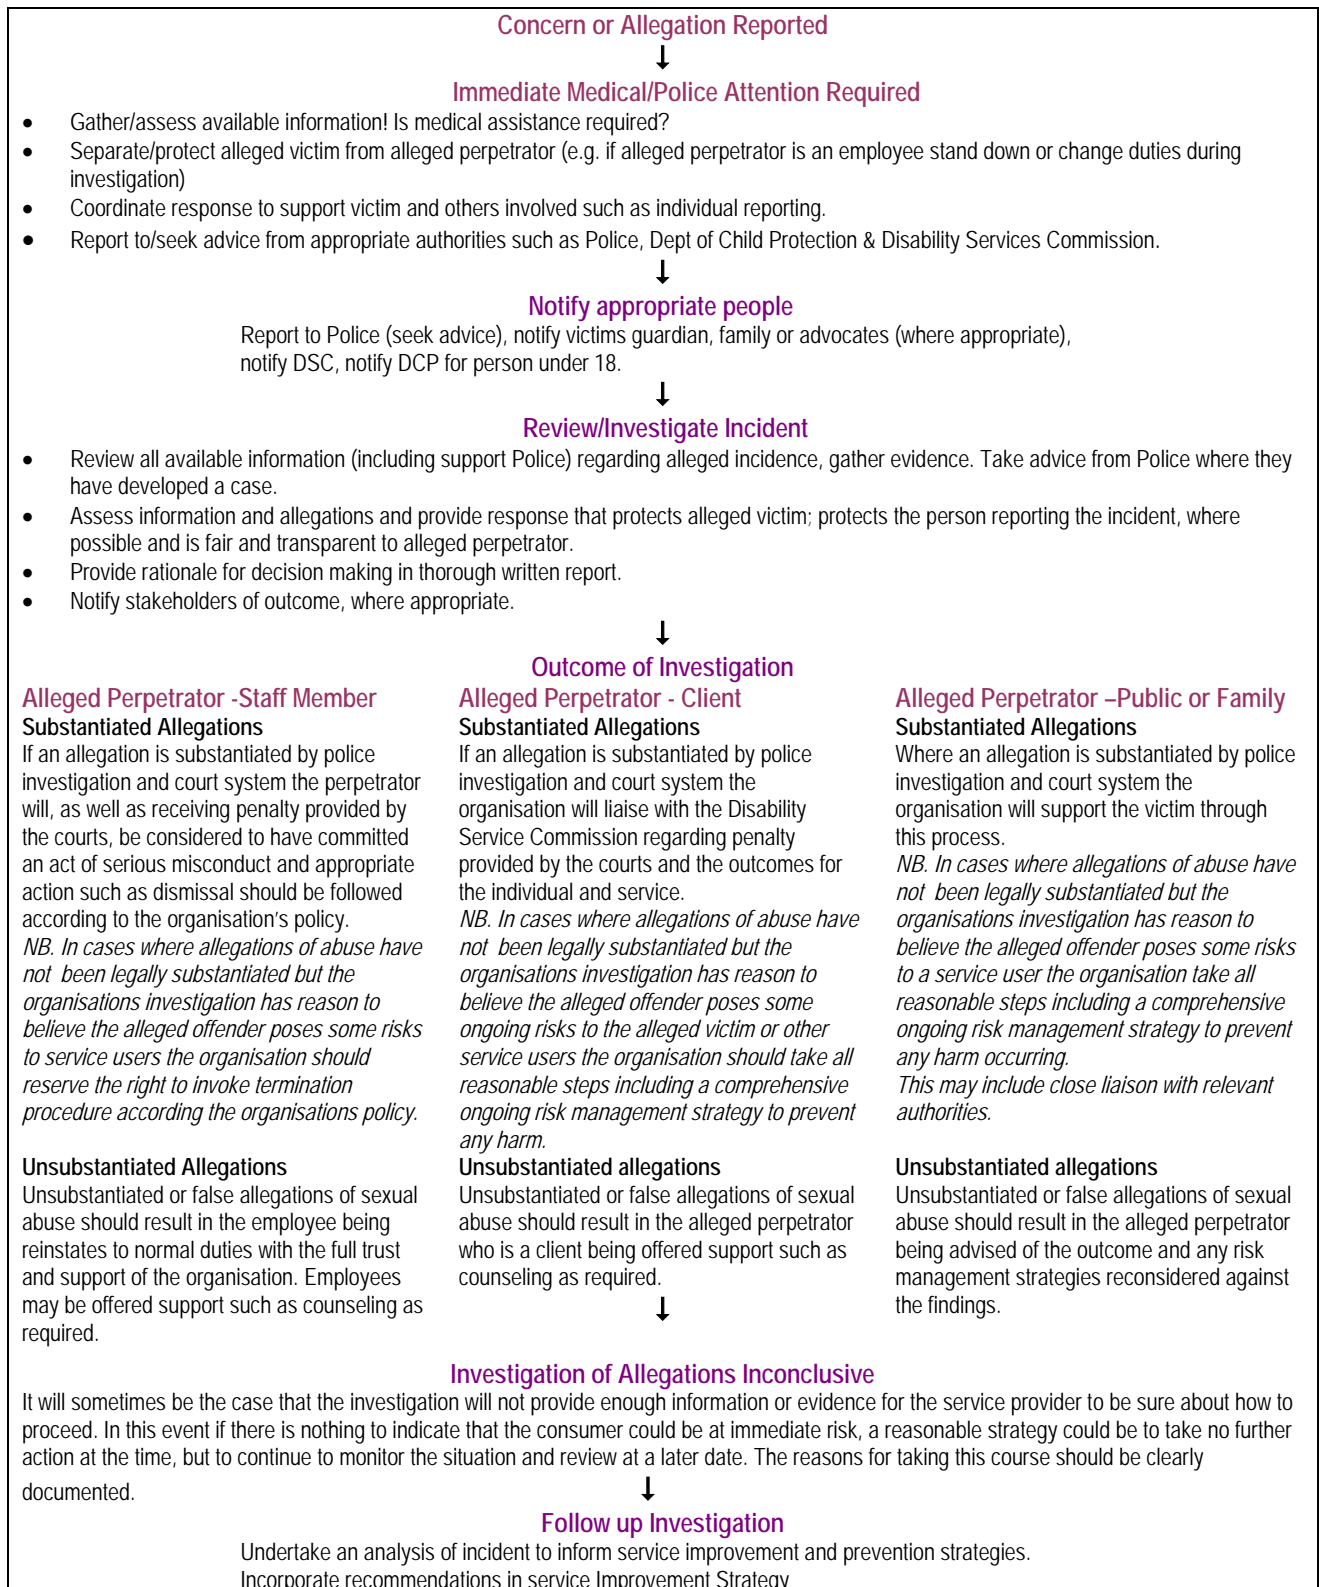 Concern or Allegation Reported
Immediate Medical/Police Attention Required
• Gather/assess available information! Is medical assistance required?
• Separate/protect alleged victim from alleged perpetrator (e.g. if alleged perpetrator is an employee stand down or change duties during
investigation)
• Coordinate response to support victim and others involved such as individual reporting.
• Report to/seek advice from appropriate authorities such as Police, Dept of Child Protection & Disability Services Commission.
Notify appropriate people
Report to Police (seek advice), notify victims guardian, family or advocates (where appropriate),
notify DSC, notify DCP for person under 18.
Review/Investigate Incident
• Review all available information (including support Police) regarding alleged incidence, gather evidence. Take advice from Police where they
have developed a case.
• Assess information and allegations and provide response that protects alleged victim; protects the person reporting the incident, where
possible and is fair and transparent to alleged perpetrator.
• Provide rationale for decision making in thorough written report.
• Notify stakeholders of outcome, where appropriate.
Outcome of Investigation
Alleged Perpetrator -Staff Member
Substantiated Allegations
If an allegation is substantiated by police
investigation and court system the perpetrator
will, as well as receiving penalty provided by
the courts, be considered to have committed
an act of serious misconduct and appropriate
action such as dismissal should be followed
according to the organisation's policy.
NB. In cases where allegations of abuse have
not been legally substantiated but the
organisations investigation has reason to
believe the alleged offender poses some risks
to service users the organisation should
reserve the right to invoke termination
procedure according the organisations policy.
Unsubstantiated Allegations
Unsubstantiated or false allegations of sexual
abuse should result in the employee being
reinstates to normal duties with the full trust
and support of the organisation. Employees
may be offered support such as counseling as
required.
Alleged Perpetrator - Client
Substantiated Allegations
If an allegation is substantiated by police
investigation and court system the
organisation will liaise with the Disability
Service Commission regarding penalty
provided by the courts and the outcomes for
the individual and service.
NB. In cases where allegations of abuse have
not been legally substantiated but the
organisations investigation has reason to
believe the alleged offender poses some
ongoing risks to the alleged victim or other
service users the organisation should take all
reasonable steps including a comprehensive
ongoing risk management strategy to prevent
any harm.
Unsubstantiated allegations
Unsubstantiated or false allegations of sexual
abuse should result in the alleged perpetrator
who is a client being offered support such as
counseling as required.
Alleged Perpetrator –Public or Family
Substantiated Allegations
Where an allegation is substantiated by police
investigation and court system the
organisation will support the victim through
this process.
NB. In cases where allegations of abuse have
not been legally substantiated but the
organisations investigation has reason to
believe the alleged offender poses some risks
to a service user the organisation take all
reasonable steps including a comprehensive
ongoing risk management strategy to prevent
any harm occurring.
This may include close liaison with relevant
authorities.
Unsubstantiated allegations
Unsubstantiated or false allegations of sexual
abuse should result in the alleged perpetrator
being advised of the outcome and any risk
management strategies reconsidered against
the findings.
Investigation of Allegations Inconclusive
It will sometimes be the case that the investigation will not provide enough information or evidence for the service provider to be sure about how to
proceed. In this event if there is nothing to indicate that the consumer could be at immediate risk, a reasonable strategy could be to take no further
action at the time, but to continue to monitor the situation and review at a later date. The reasons for taking this course should be clearly
documented.
Follow up Investigation
Undertake an analysis of incident to inform service improvement and prevention strategies.
Incorporate recommendations in service Improvement Strategy